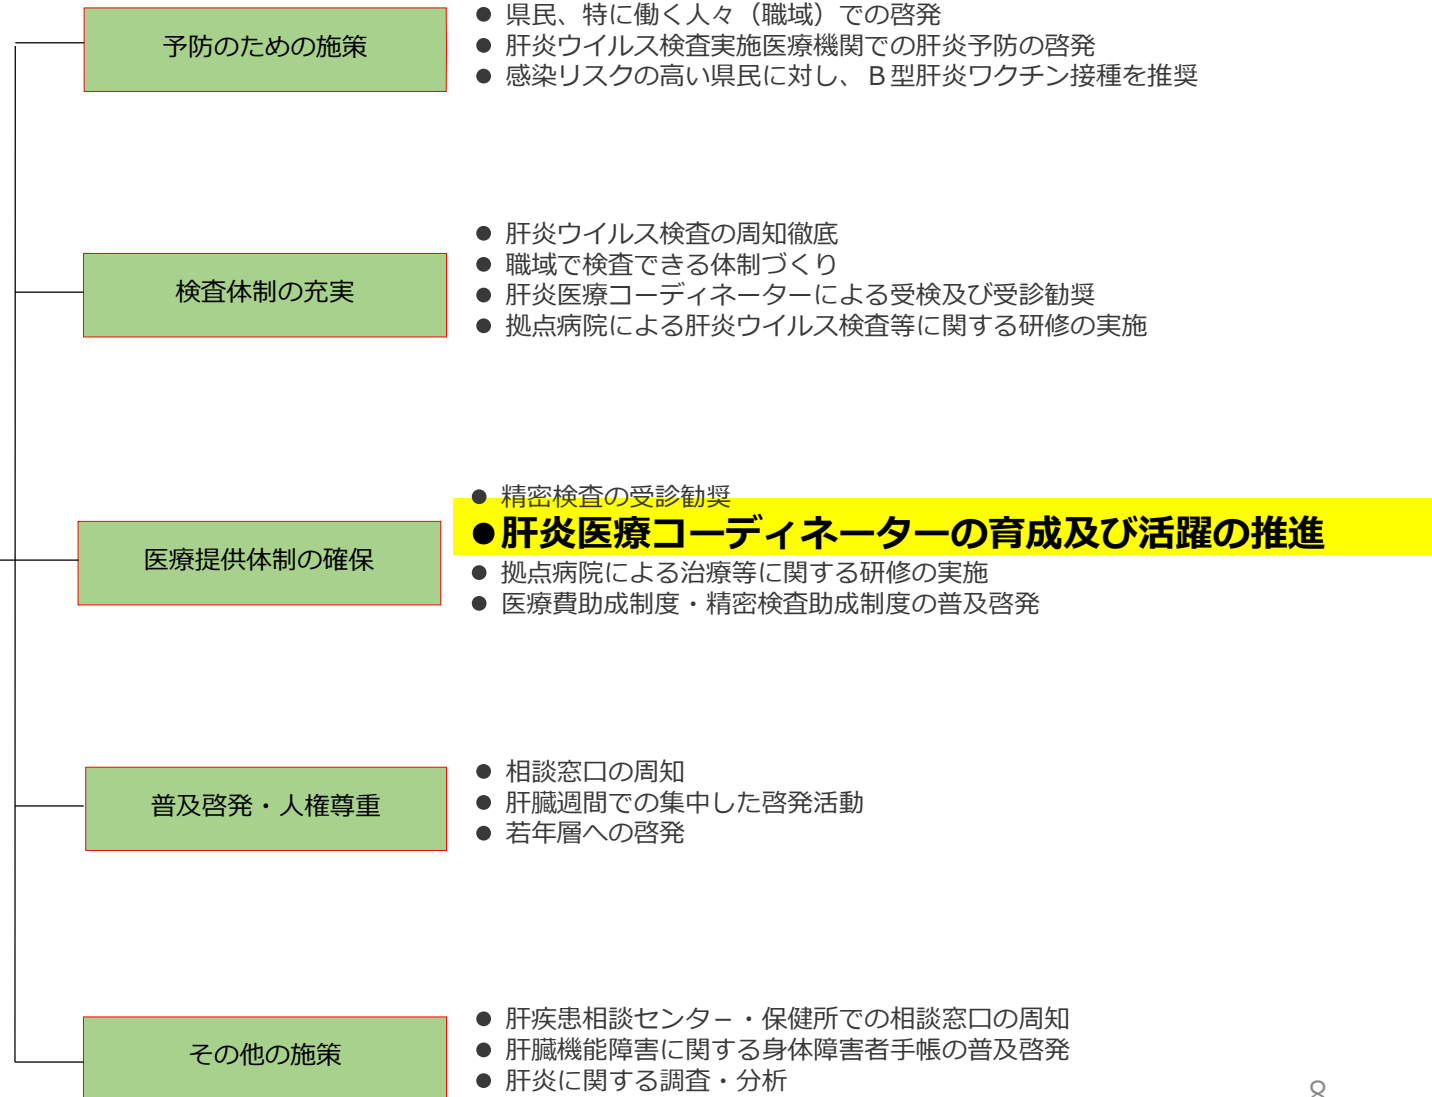 予防のための施策
● 県民、特に働く人々（職域）での啓発
● 肝炎ウイルス検査実施医療機関での肝炎予防の啓発
● 感染リスクの高い県民に対し、Ｂ型肝炎ワクチン接種を推奨
検査体制の充実
● 肝炎ウイルス検査の周知徹底
● 職域で検査できる体制づくり
● 肝炎医療コーディネーターによる受検及び受診勧奨
● 拠点病院による肝炎ウイルス検査等に関する研修の実施
医療提供体制の確保
● 精密検査の受診勧奨
●肝炎医療コーディネーターの育成及び活躍の推進
● 拠点病院による治療等に関する研修の実施
● 医療費助成制度・精密検査助成制度の普及啓発
普及啓発・人権尊重
● 相談窓口の周知
● 肝臓週間での集中した啓発活動
● 若年層への啓発
その他の施策
● 肝疾患相談センタ－・保健所での相談窓口の周知
● 肝臓機能障害に関する身体障害者手帳の普及啓発
● 肝炎に関する調査・分析
8